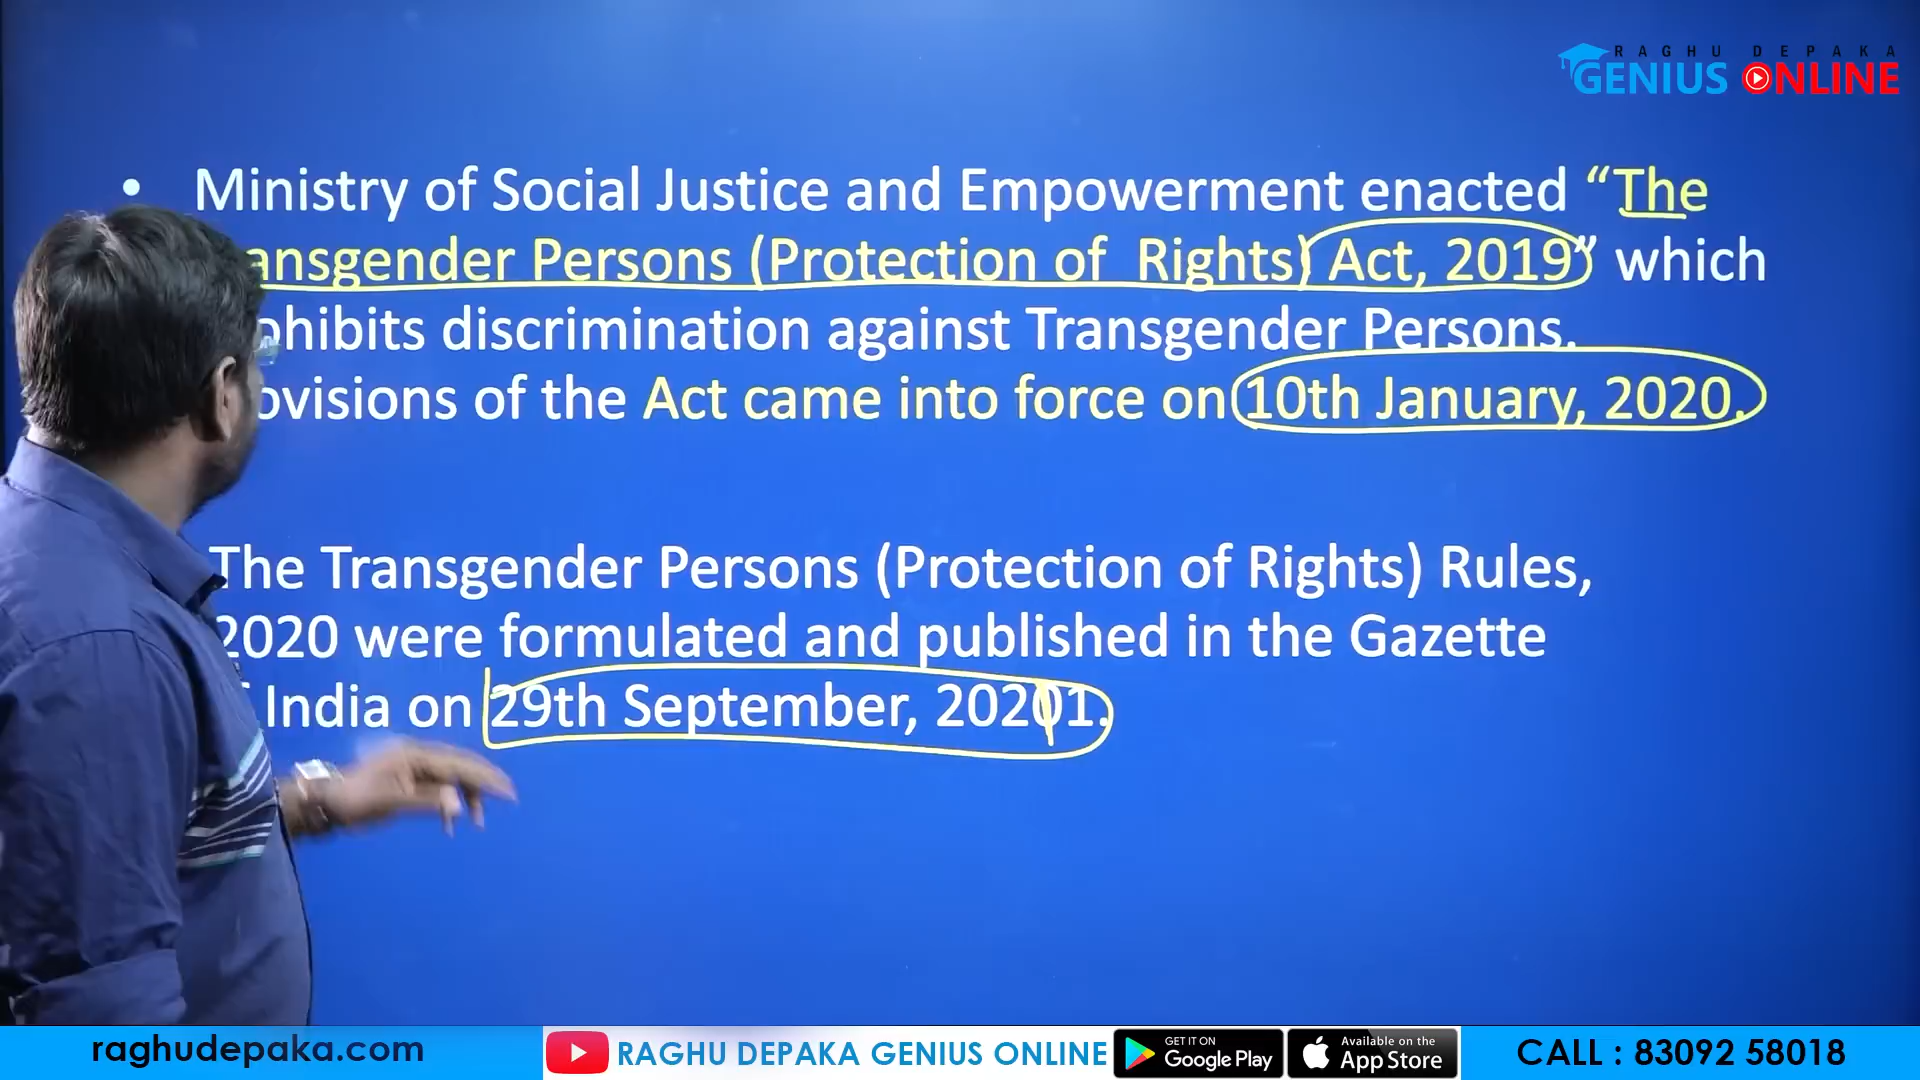 RAGHU DEPAKA
GENIUS ONLINE
• Ministry of Social Justice and Empowerment enacted “The
ansgender Persons (Protection of Rights) Act, 2019” which
ohibits discrimination against Transgender Persons.
ovisions of the Act came into force on 10th January, 2020.
The Transgender Persons (Protection of Rights) Rules,
2020 were formulated and published in the Gazette
f India on 29th September, 20201.
raghudepaka.com
RAGHU DEPAKA GENIUS ONLINE
GET IT ON
Google Play
Available on the
App Store
CALL : 83092 58018